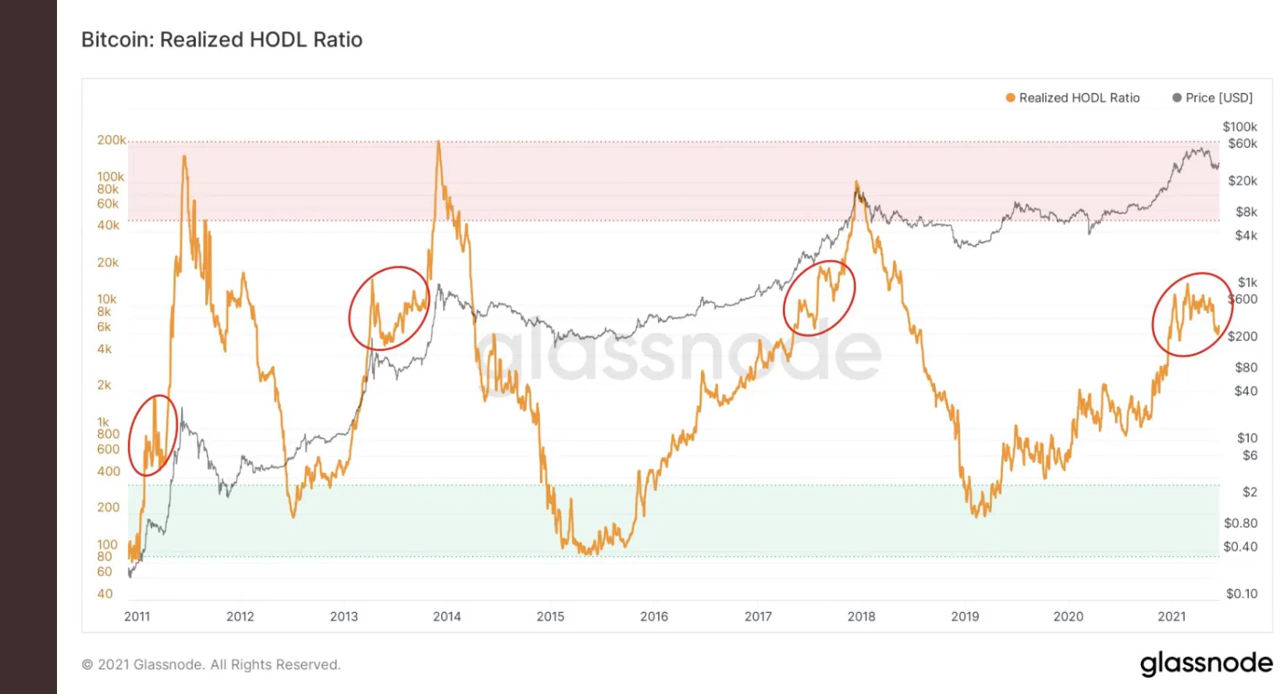 Bitcoin: Realized HODL Ratio
Realized HODL Ratio Price [USD]
200k
100k
80k
60k
40k
20k
10k
8k
6k
4k
2k
1k
800
600
400
200
100
80
60
40
$100k
$60k
$20k
$8k
$4k
$1k
$600
$200
$80
$40
$10
$6
$2
$0.80
$0.40
$0.10
glassnode
2011 2012 2013 2014 2015 2016 2017 2018 2019 2020 2021
© 2021 Glassnode. All Rights Reserved.
glassnode